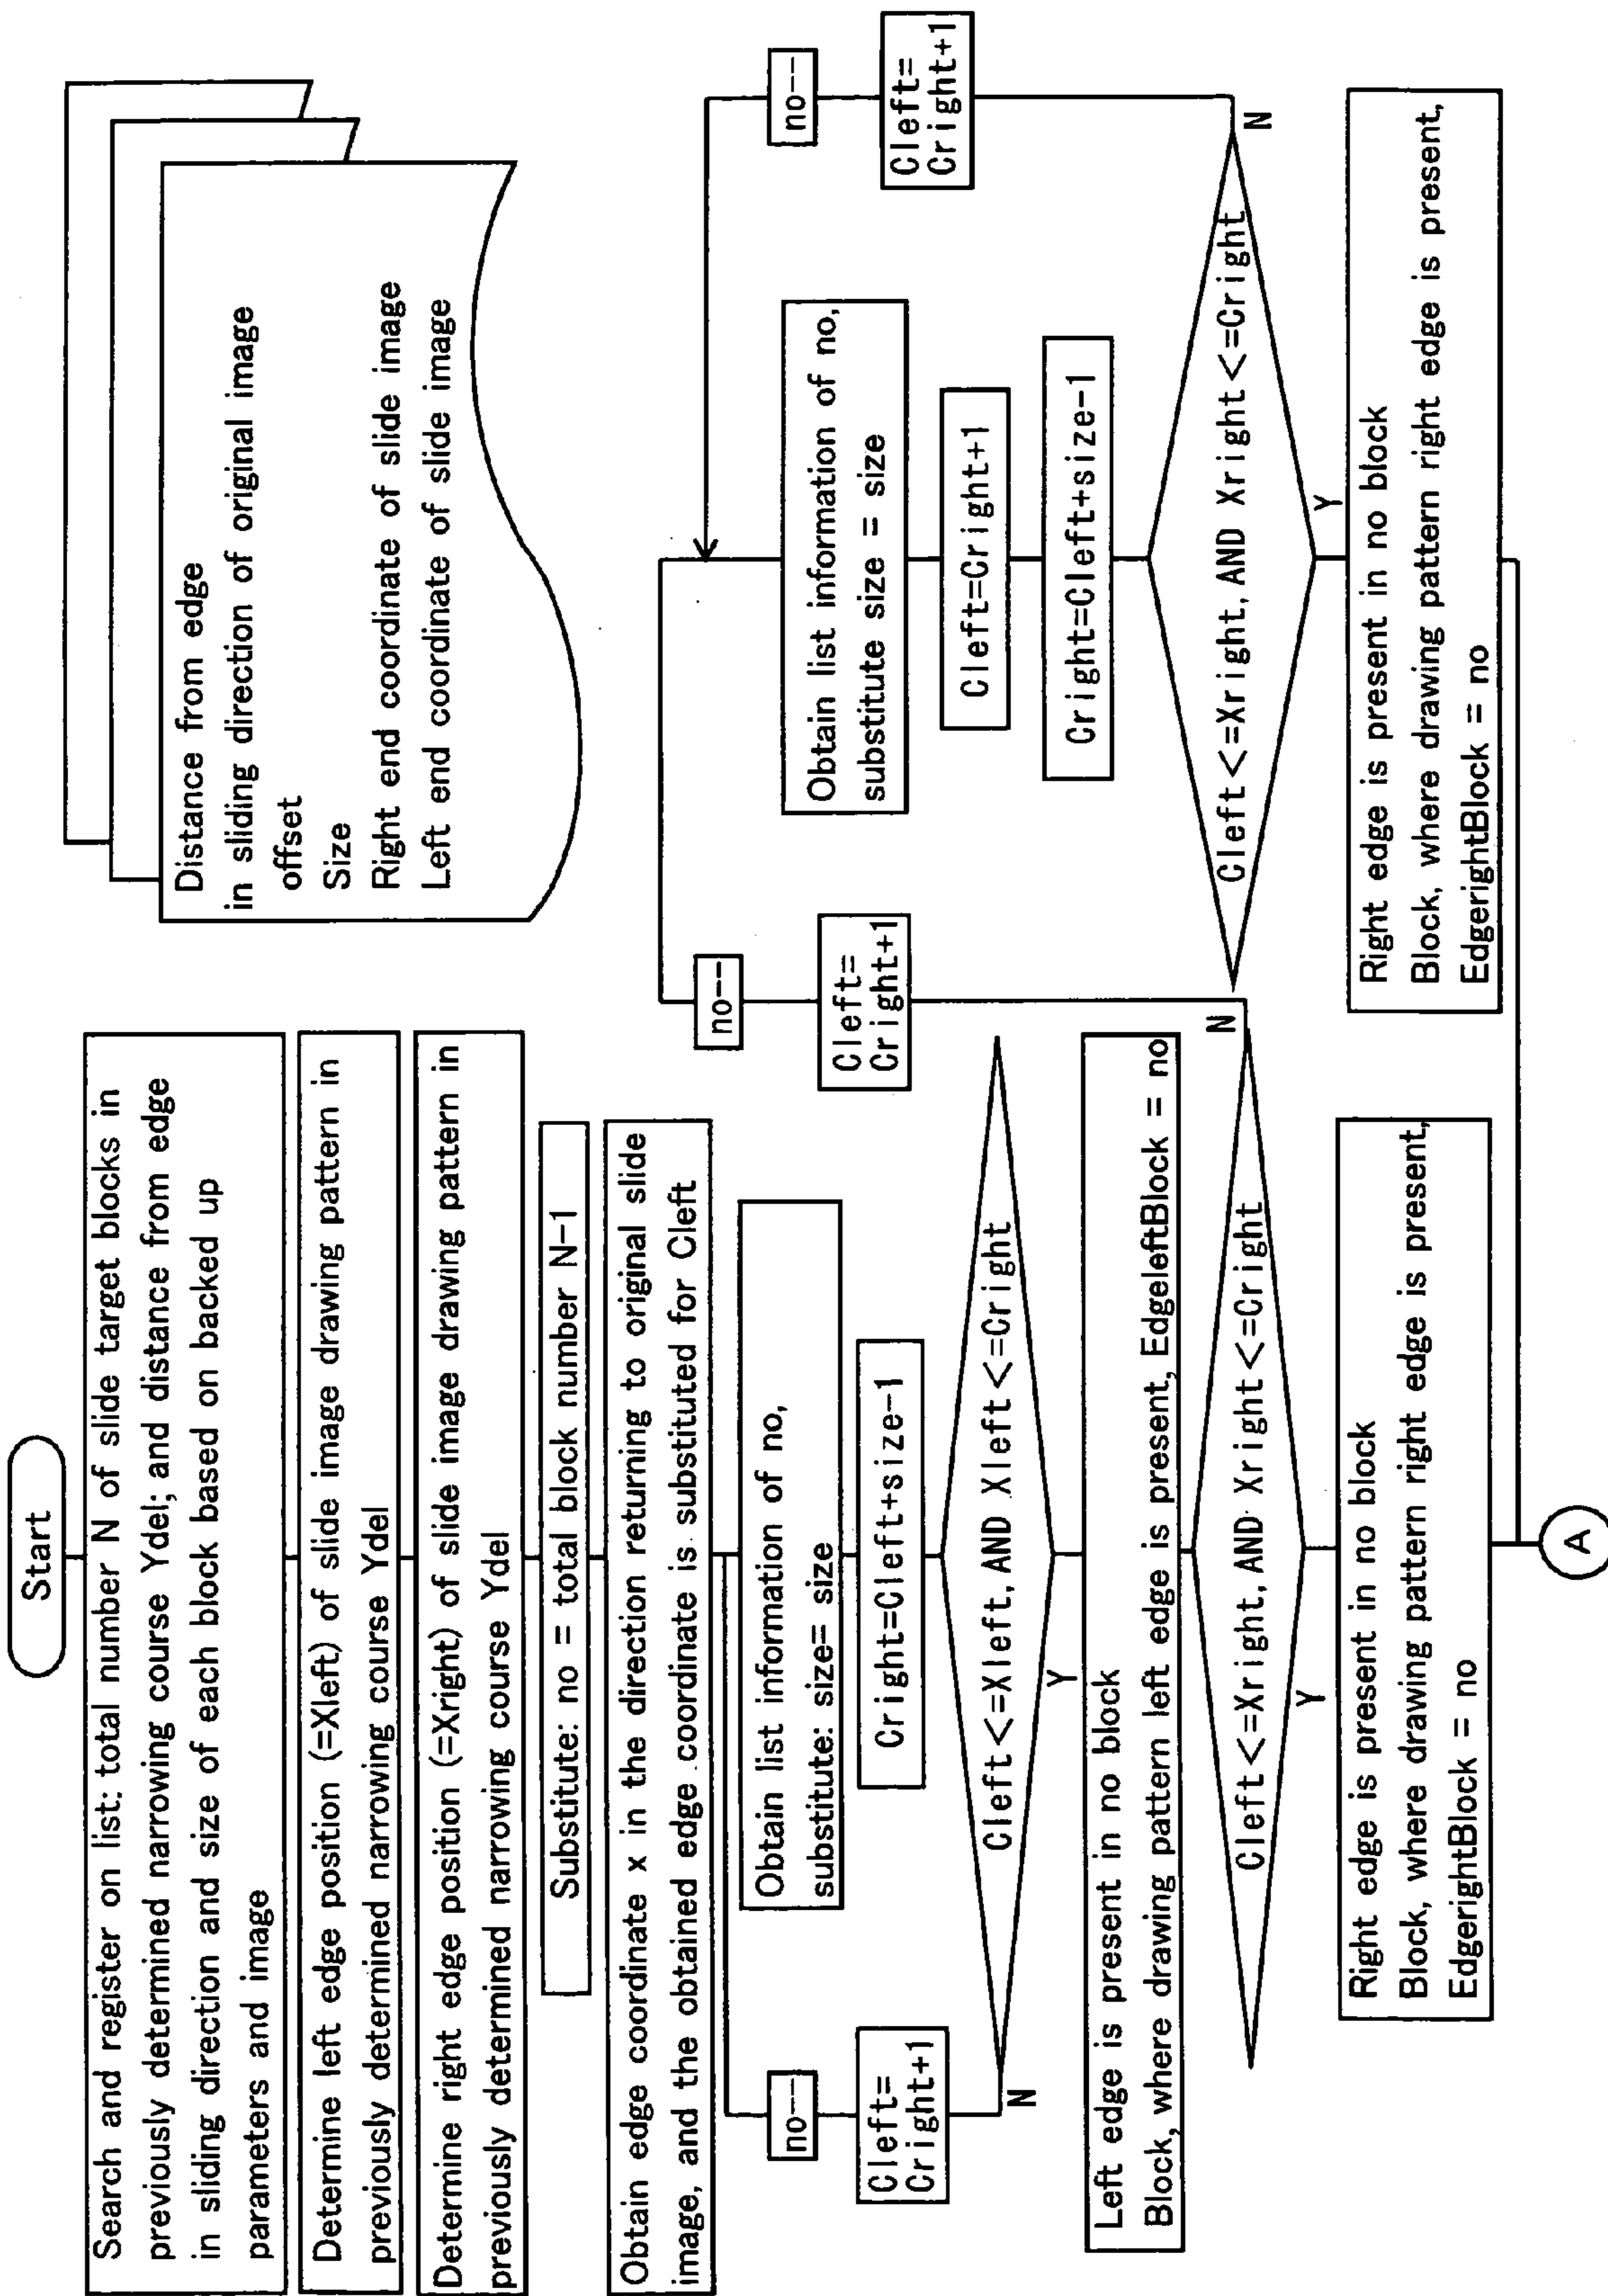 Start
Search and register on list: total number N of slide target blocks in
previously determined narrowing course Ydel; and distance from edge
in sliding direction and size of each block based on backed up
parameters and image
Determine left edge position (=Xleft) of slide image drawing pattern in
previously determined narrowing course Ydel
Determine right edge position (=Xright) of slide image drawing pattern in
previously determined narrowing course Ydel
Substitute: no = total block number N-1
Obtain edge coordinate x in the direction returning to original slide
image, and the obtained edge coordinate is substituted for Cleft
Obtain list information of no,
substitute: size= size
Cright=Cleft+size-1
Cleft<=Xleft, AND Xleft<=Cright
N
Cleft=
Cright+1
no--
Y
Left edge is present in no block
Block, where drawing pattern left edge is present, EdgeleftBlock = no
Cleft<=Xright, AND Xright<=Cright
N
Cleft=
Cright+1
no--
Y
Right edge is present in no block
Block, where drawing pattern right edge is present,
EdgerightBlock = no
A
Distance from edge
in sliding direction of original image
offset
Size
Right end coordinate of slide image
Left end coordinate of slide image
Obtain list information of no,
substitute size = size
Cleft=Cright+1
Cright=Cleft+size-1
Cleft<=Xright, AND Xright<=Cright
N
Cleft=
Cright+1
no--
Y
Right edge is present in no block
Block, where drawing pattern right edge is present,
EdgerightBlock = no